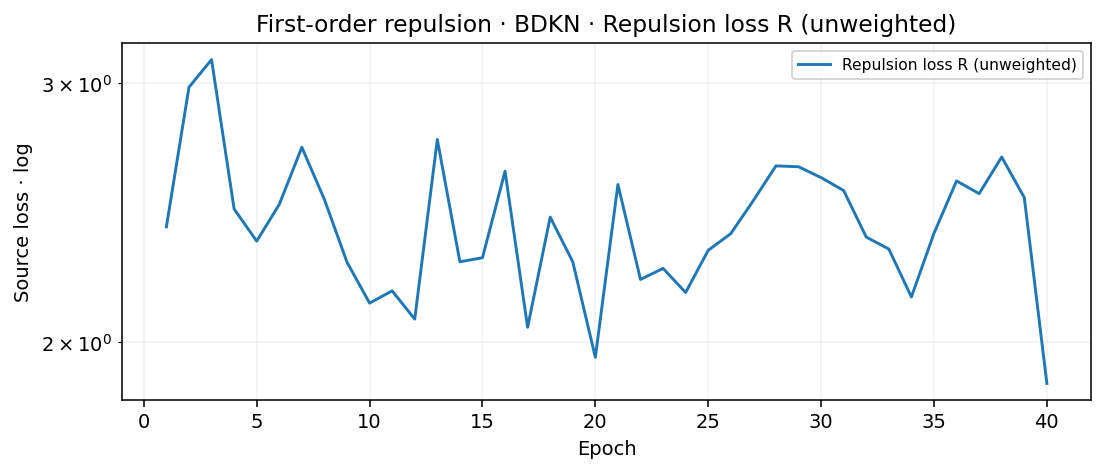 First-order repulsion · BDKN · Repulsion loss R (unweighted)
Repulsion loss R (unweighted)
Source loss · log
3 × 10⁰
2 × 10⁰
0 5 10 15 20 25 30 35 40
Epoch